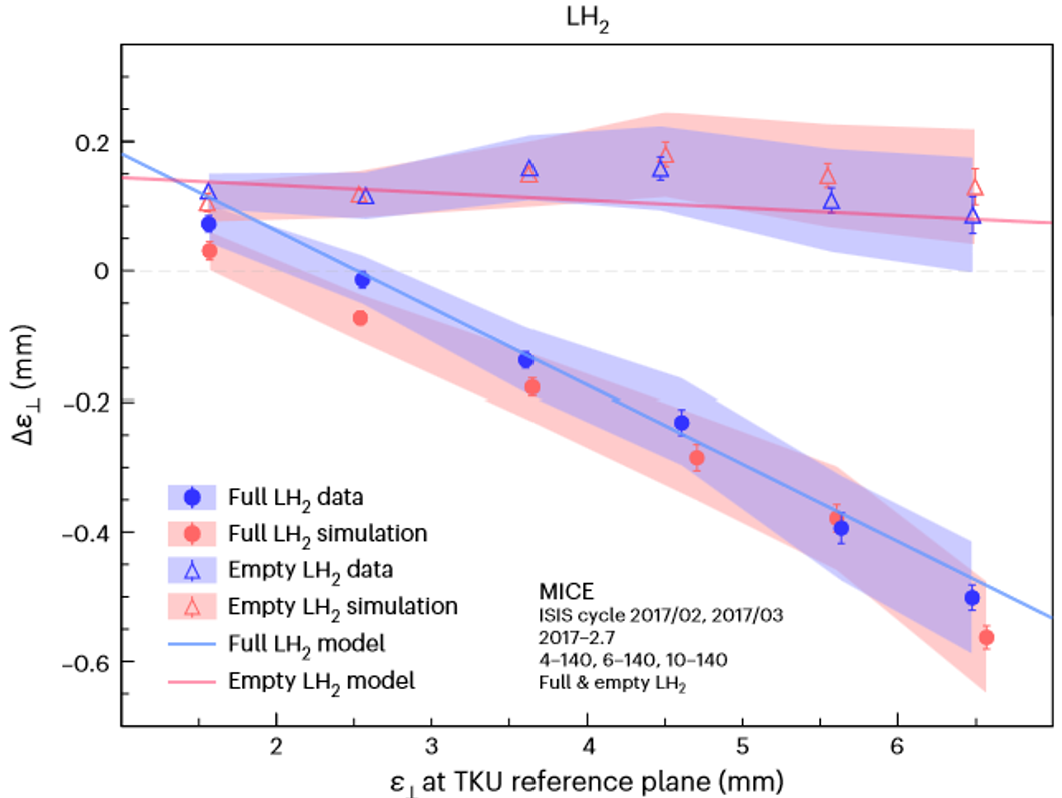 LH₂
Δε⊥ (mm)
0.2
0
–0.2
–0.4
–0.6
Full LH₂ data
Full LH₂ simulation
Empty LH₂ data
Empty LH₂ simulation
Full LH₂ model
Empty LH₂ model
MICE
ISIS cycle 2017/02, 2017/03
2017–2.7
4–140, 6–140, 10–140
Full & empty LH₂
2 3 4 5 6
ε⊥ at TKU reference plane (mm)